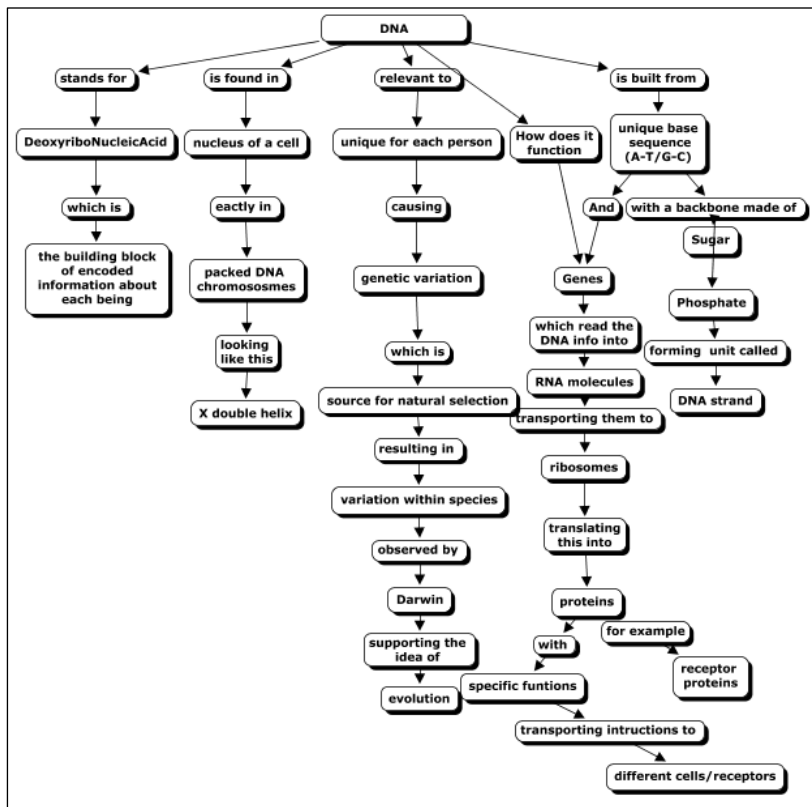 DNA
stands for
is found in
relevant to
is built from
DeoxyriboNucleicAcid
nucleus of a cell
unique for each person
How does it
function
unique base
sequence
(A-T/G-C)
which is
eactly in
causing
And
with a backbone made of
the building block
of encoded
information about
each being
packed DNA
chromososmes
genetic variation
Genes
Sugar
Phosphate
looking
like this
which is
which read the
DNA info into
forming unit called
X double helix
source for natural selection
RNA molecules
DNA strand
transporting them to
resulting in
ribosomes
variation within species
translating
this into
observed by
Darwin
proteins
supporting the
idea of
with
for example
evolution
specific funtions
receptor
proteins
transporting intructions to
different cells/receptors